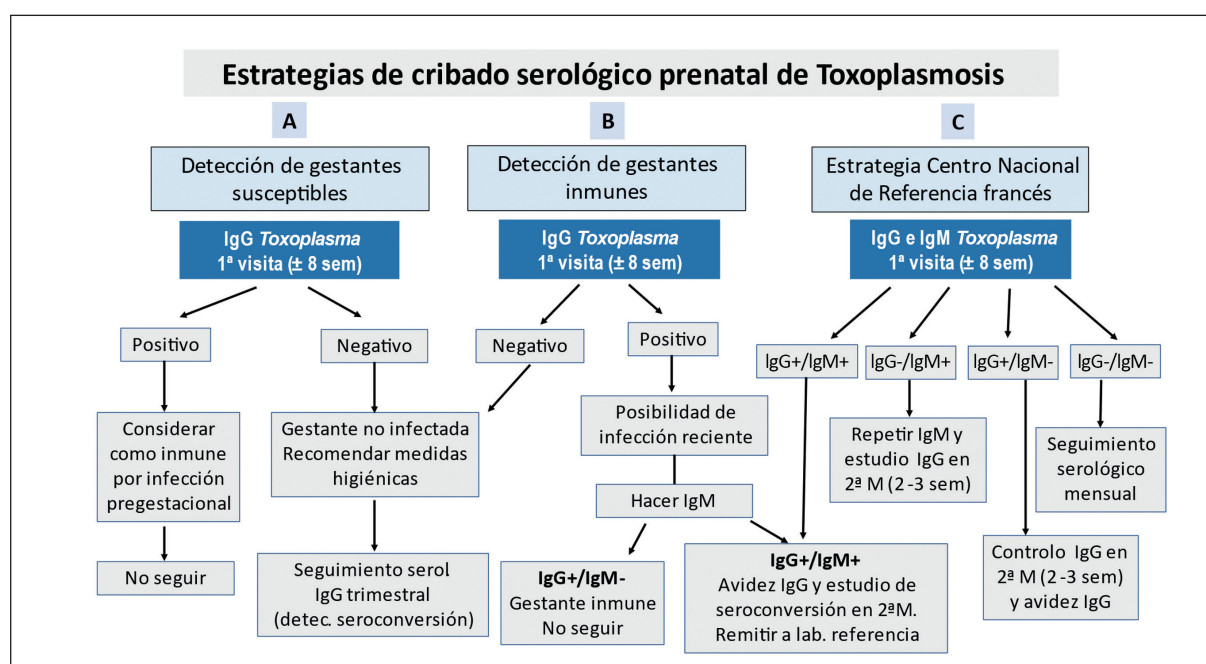 Estrategias de cribado serológico prenatal de Toxoplasmosis
A
Detección de gestantes
susceptibles
IgG Toxoplasma
1ª visita (± 8 sem)
Positivo
Negativo
Considerar
como inmune
por infección
pregestacional
No seguir
Gestante no infectada
Recomendar medidas
higiénicas
Seguimiento serol
IgG trimestral
(detec. seroconversión)
B
Detección de gestantes
inmunes
IgG Toxoplasma
1ª visita (± 8 sem)
Negativo
Positivo
Posibilidad de
infección reciente
Hacer IgM
IgG+/IgM-
Gestante inmune
No seguir
IgG+/IgM+
Avidez IgG y estudio de
seroconversión en 2ªM.
Remitir a lab. referencia
C
Estrategia Centro Nacional
de Referencia francés
IgG e IgM Toxoplasma
1ª visita (± 8 sem)
IgG+/IgM+
IgG-/IgM+
IgG+/IgM-
IgG-/IgM-
Repetir IgM y
estudio IgG en
2ª M (2 -3 sem)
Seguimiento
serológico
mensual
Controlo IgG en
2ª M (2 -3 sem)
y avidez IgG